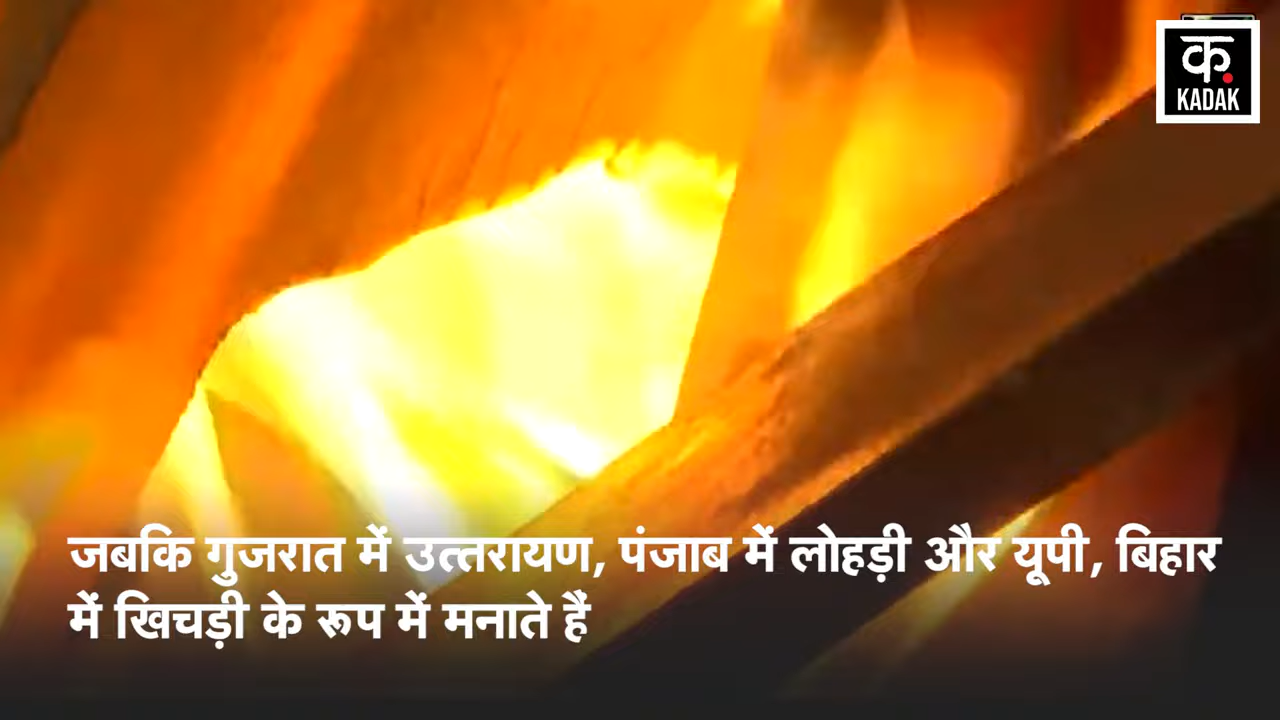 क
KADAK
जबकि गुजरात में उत्तरायण, पंजाब में लोहड़ी और यूपी, बिहार
में खिचड़ी के रूप में मनाते हैं